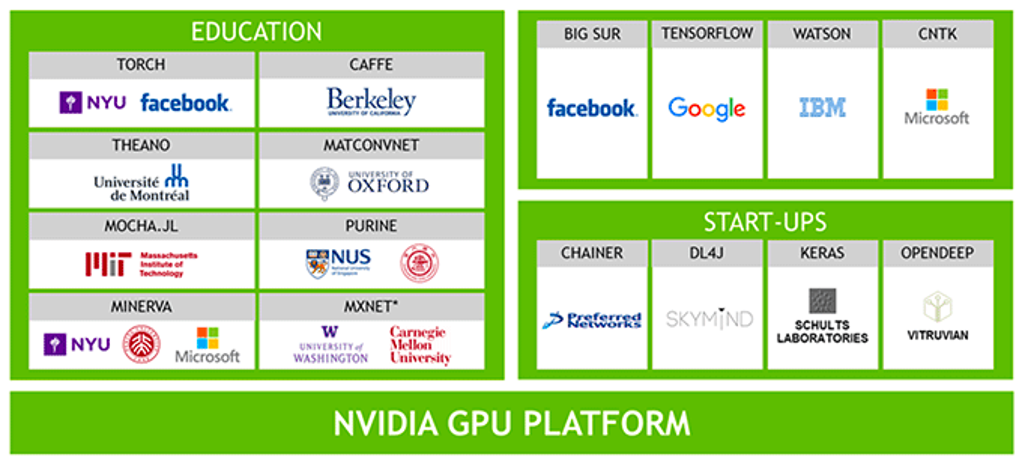 EDUCATION
TORCH
NYU facebook.
CAFFE
Berkeley
UNIVERSITY OF CALIFORNIA
THEANO
Université
de Montréal
MATCONVNET
UNIVERSITY OF
OXFORD
MOCHA.JL
MIT Massachusetts
Institute of
Technology
PURINE
NUS
National University
of Singapore
MINERVA
NYU Microsoft
MXNET*
W
UNIVERSITY of
WASHINGTON
Carnegie
Mellon
University
BIG SUR
facebook.
TENSORFLOW
Google
WATSON
IBM
CNTK
Microsoft
START-UPS
CHAINER
Preferred
Networks
DL4J
SKYMIND
KERAS
SCHULTS
LABORATORIES
OPENDEEP
VITRUVIAN
NVIDIA GPU PLATFORM